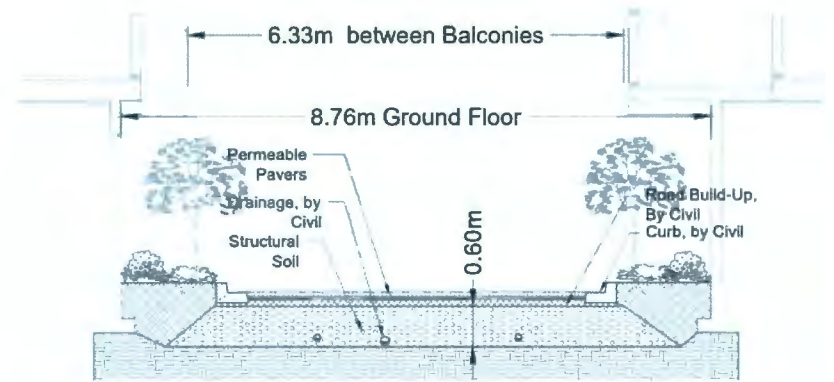 6.33m between Balconies
8.76m Ground Floor
Permeable
Pavers
Drainage, by
Civil
Structural
Soil
0.60m
Road Build-Up,
By Civil
Curb, by Civil